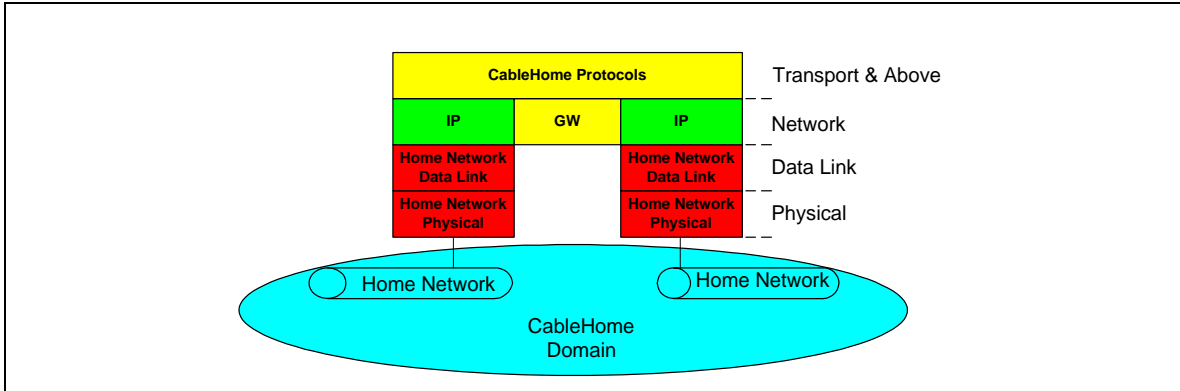 CableHome Protocols
Transport & Above
IP
GW
IP
Network
Home Network
Data Link
Home Network
Data Link
Data Link
Home Network
Physical
Home Network
Physical
Physical
Home Network
Home Network
CableHome
Domain